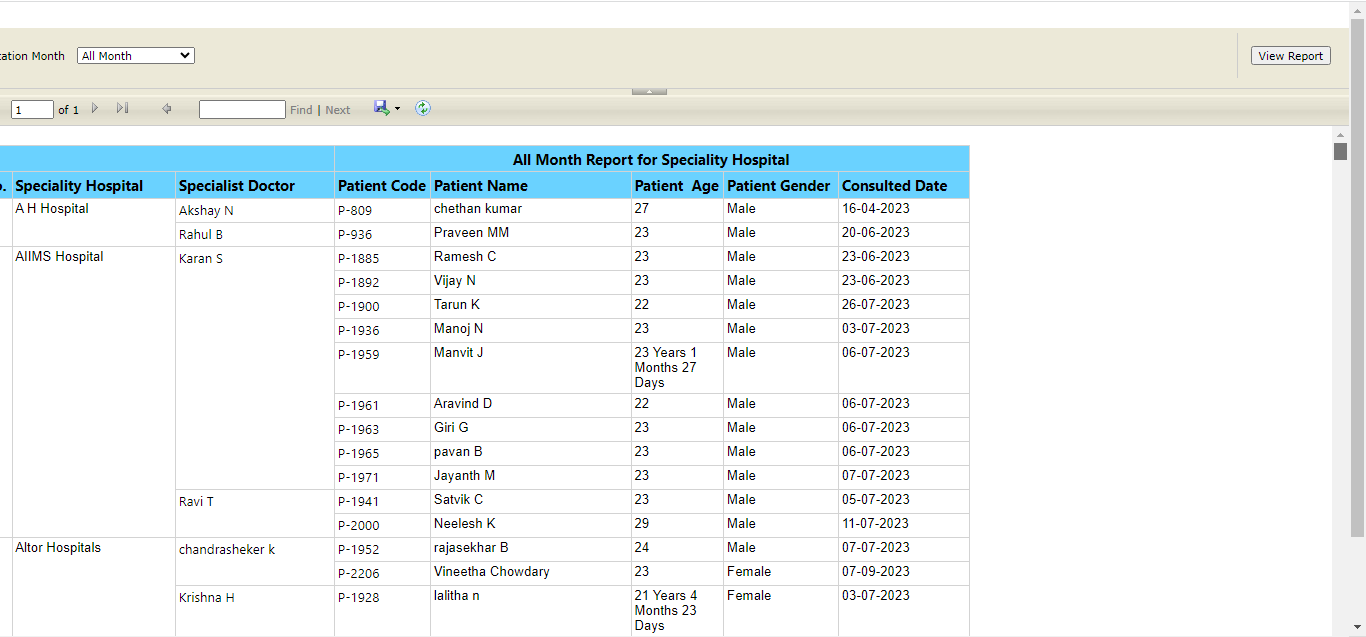 ation Month All Month View Report
1 of 1 Find | Next
All Month Report for Speciality Hospital
. Speciality Hospital Specialist Doctor Patient Code Patient Name Patient Age Patient Gender Consulted Date
A H Hospital Akshay N P-809 chethan kumar 27 Male 16-04-2023
Rahul B P-936 Praveen MM 23 Male 20-06-2023
AIIMS Hospital Karan S P-1885 Ramesh C 23 Male 23-06-2023
P-1892 Vijay N 23 Male 23-06-2023
P-1900 Tarun K 22 Male 26-07-2023
P-1936 Manoj N 23 Male 03-07-2023
P-1959 Manvit J 23 Years 1 Male 06-07-2023
Months 27
Days
P-1961 Aravind D 22 Male 06-07-2023
P-1963 Giri G 23 Male 06-07-2023
P-1965 pavan B 23 Male 06-07-2023
P-1971 Jayanth M 23 Male 07-07-2023
Ravi T P-1941 Satvik C 23 Male 05-07-2023
P-2000 Neelesh K 29 Male 11-07-2023
Altor Hospitals chandrasheker k P-1952 rajasekhar B 24 Male 07-07-2023
P-2206 Vineetha Chowdary 23 Female 07-09-2023
Krishna H P-1928 lalitha n 21 Years 4 Female 03-07-2023
Months 23
Days